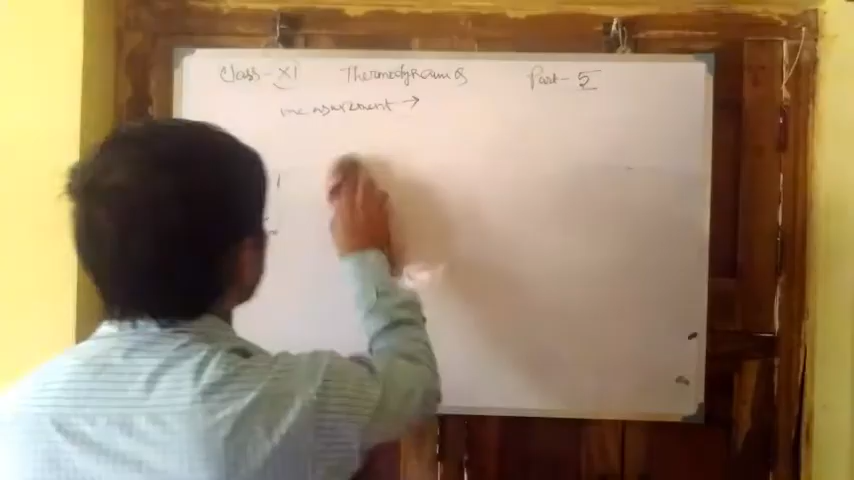 Class - XI Thermodynamics Part - 5
measurement →